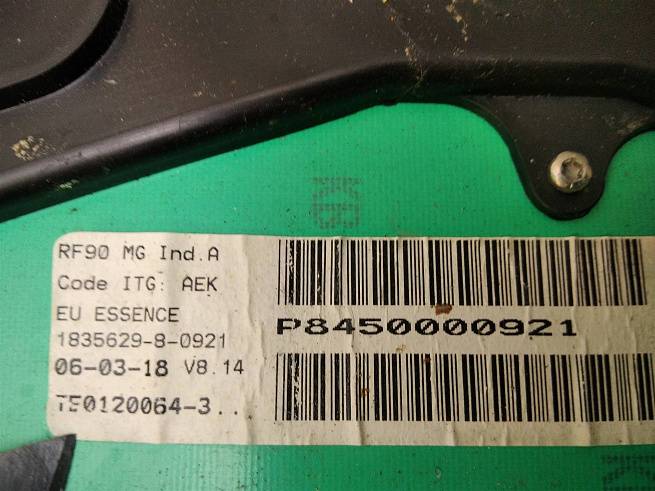 RF90 MG Ind.A
Code ITG: AEK
EU ESSENCE
1835629-8-0921
06-03-18 V8.14
TE0120064-3..
P8450000921